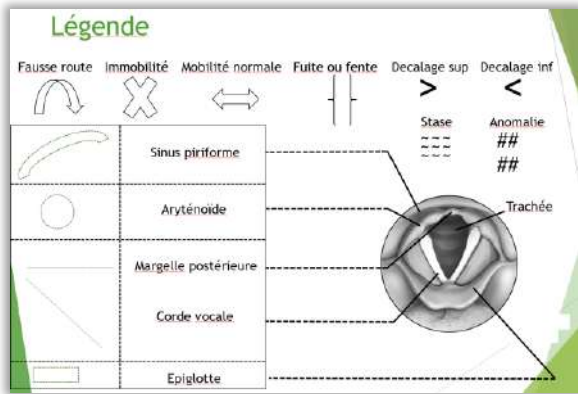 Légende
Fausse route Immobilité Mobilité normale Fuite ou fente Decalage sup Decalage inf
> <
Stase Anomalie
~~~ ##
~~~ ##
~~~
Sinus piriforme
Aryténoïde
Trachée
Margelle postérieure
Corde vocale
Epiglotte